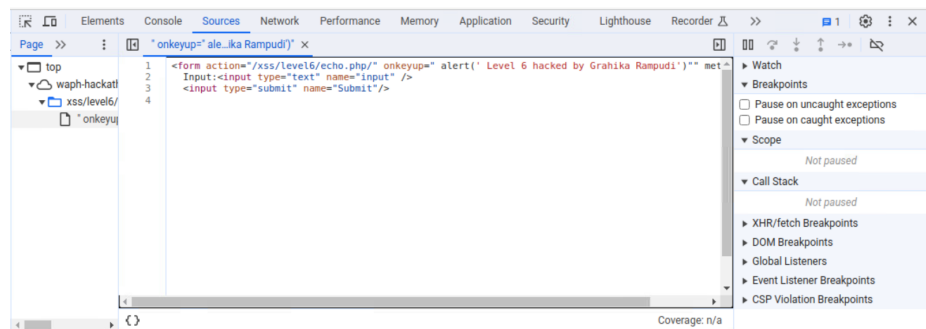 Elements Console Sources Network Performance Memory Application Security Lighthouse Recorder >> 1
Page >> " onkeyup=" ale…ika Rampudi')" ×
top
waph-hackath
xss/level6/
" onkeyup
1 <form action="/xss/level6/echo.php/" onkeyup=" alert(' Level 6 hacked by Grahika Rampudi')"" met
2 Input:<input type="text" name="input" />
3 <input type="submit" name="Submit"/>
4
{} Coverage: n/a
Watch
Breakpoints
Pause on uncaught exceptions
Pause on caught exceptions
Scope
Not paused
Call Stack
Not paused
XHR/fetch Breakpoints
DOM Breakpoints
Global Listeners
Event Listener Breakpoints
CSP Violation Breakpoints